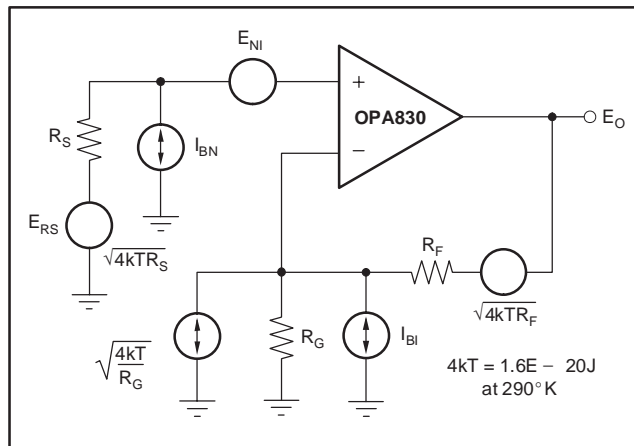 E_NI
+
OPA830
−
E_O
R_S
I_BN
E_RS
√4kTR_S
R_F
√4kTR_F
√4kT/R_G
R_G
I_BI
4kT = 1.6E − 20J
at 290°K